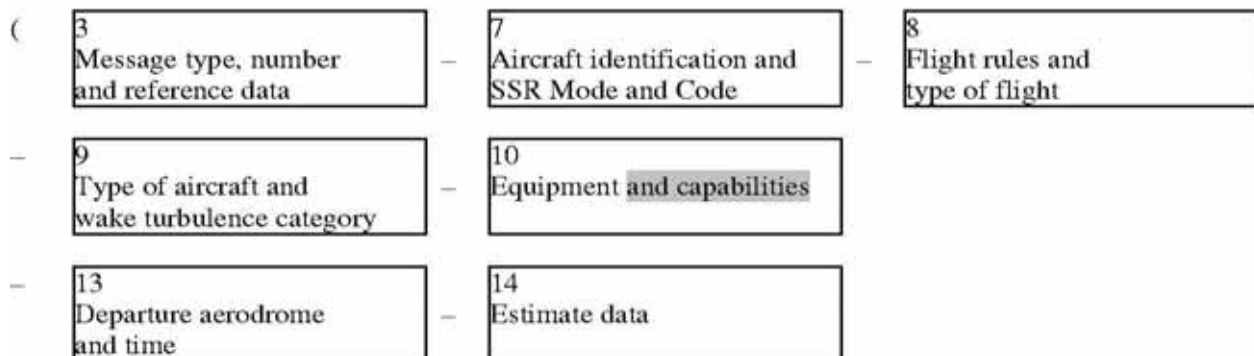 ( 3 – 7 – 8
Message type, number Aircraft identification and Flight rules and
and reference data SSR Mode and Code type of flight
– 9 – 10
Type of aircraft and Equipment and capabilities
wake turbulence category
– 13 – 14
Departure aerodrome Estimate data
and time